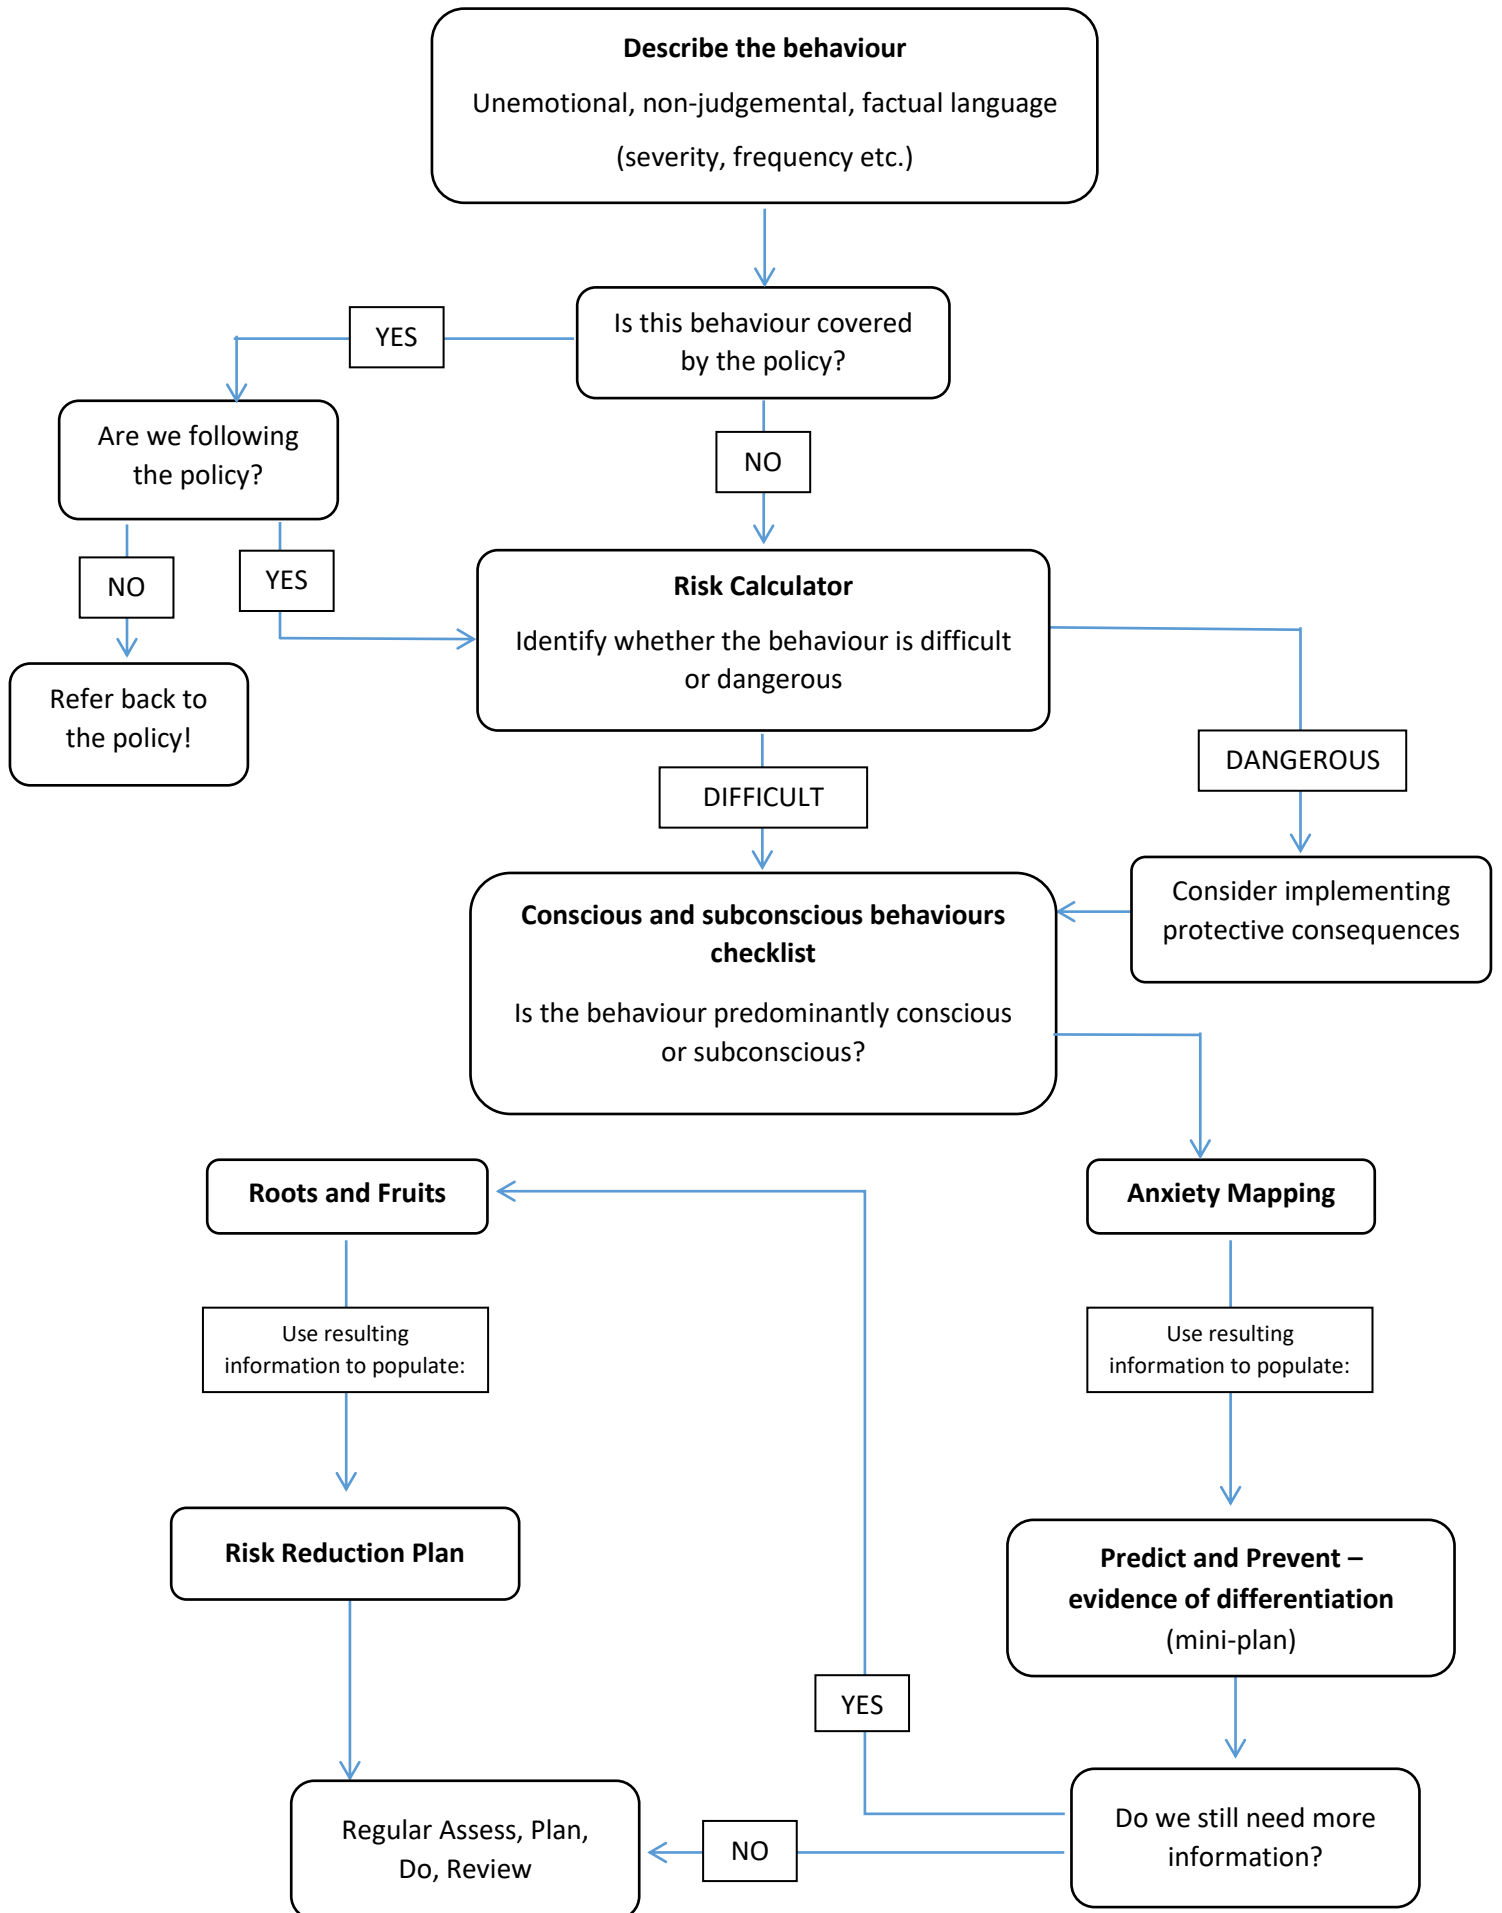 Describe the behaviour
Unemotional, non-judgemental, factual language
(severity, frequency etc.)
Is this behaviour covered
by the policy?
YES
Are we following
the policy?
NO
NO
YES
Refer back to
the policy!
Risk Calculator
Identify whether the behaviour is difficult
or dangerous
DANGEROUS
DIFFICULT
Consider implementing
protective consequences
Conscious and subconscious behaviours
checklist
Is the behaviour predominantly conscious
or subconscious?
Roots and Fruits
Anxiety Mapping
Use resulting
information to populate:
Use resulting
information to populate:
Risk Reduction Plan
Predict and Prevent –
evidence of differentiation
(mini-plan)
YES
Do we still need more
information?
NO
Regular Assess, Plan,
Do, Review